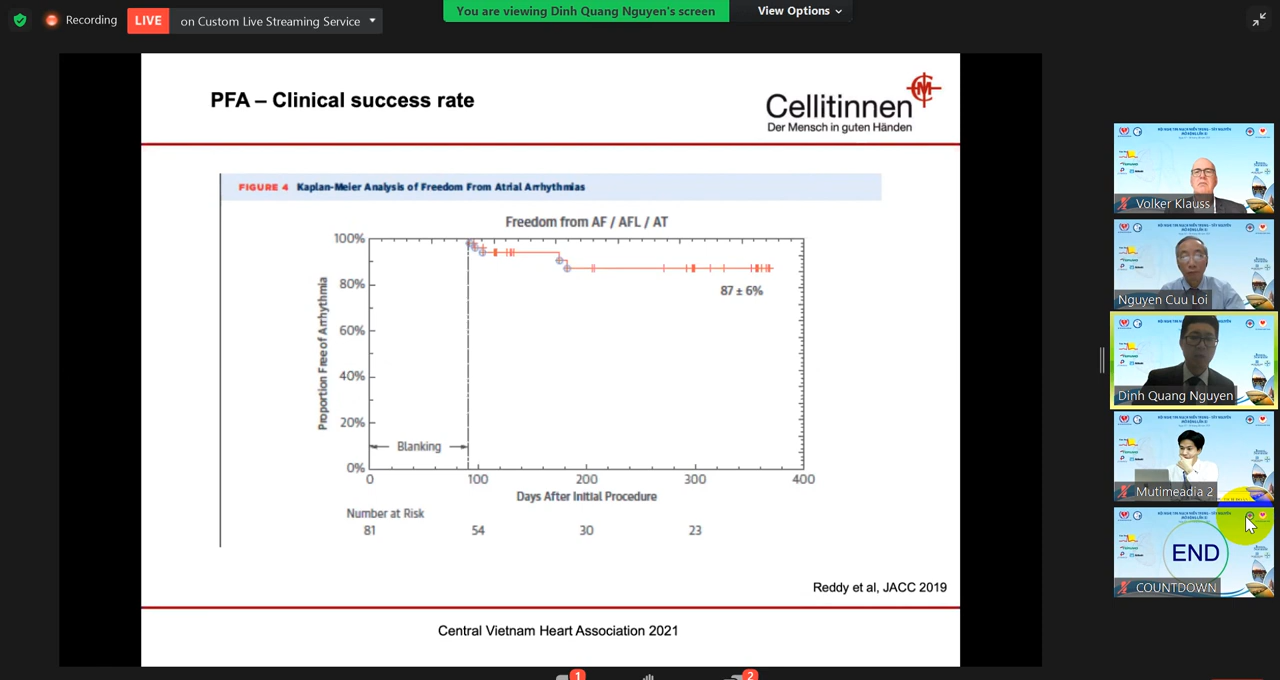 Recording
LIVE
on Custom Live Streaming Service
You are viewing Dinh Quang Nguyen's screen
View Options
PFA – Clinical success rate
Cellitinnen
Der Mensch in guten Händen
FIGURE 4 Kaplan-Meier Analysis of Freedom From Atrial Arrhythmias
Freedom from AF / AFL / AT
Proportion Free of Arrhythmia
100%
80%
60%
40%
20%
0%
87 ± 6%
Blanking
0 100 200 300 400
Days After Initial Procedure
Number at Risk
81 54 30 23
Reddy et al, JACC 2019
Central Vietnam Heart Association 2021
Volker Klauss
Nguyen Cuu Loi
Dinh Quang Nguyen
Mutimeadia 2
END
COUNTDOWN
1
2